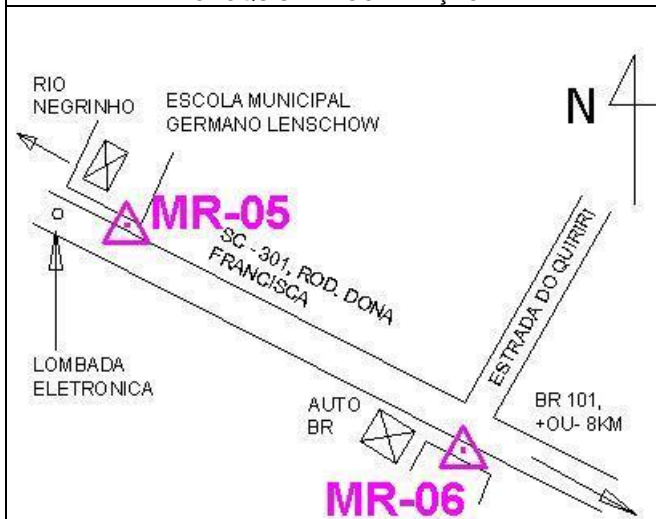 RIO
NEGRINHO
ESCOLA MUNICIPAL
GERMANO LENSCHOW
N
MR-05
SC - 301, ROD. DONA
FRANCISCA
ESTRADA DO QUIRIRI
LOMBADA
ELETRONICA
AUTO
BR
BR 101,
+OU- 8KM
MR-06